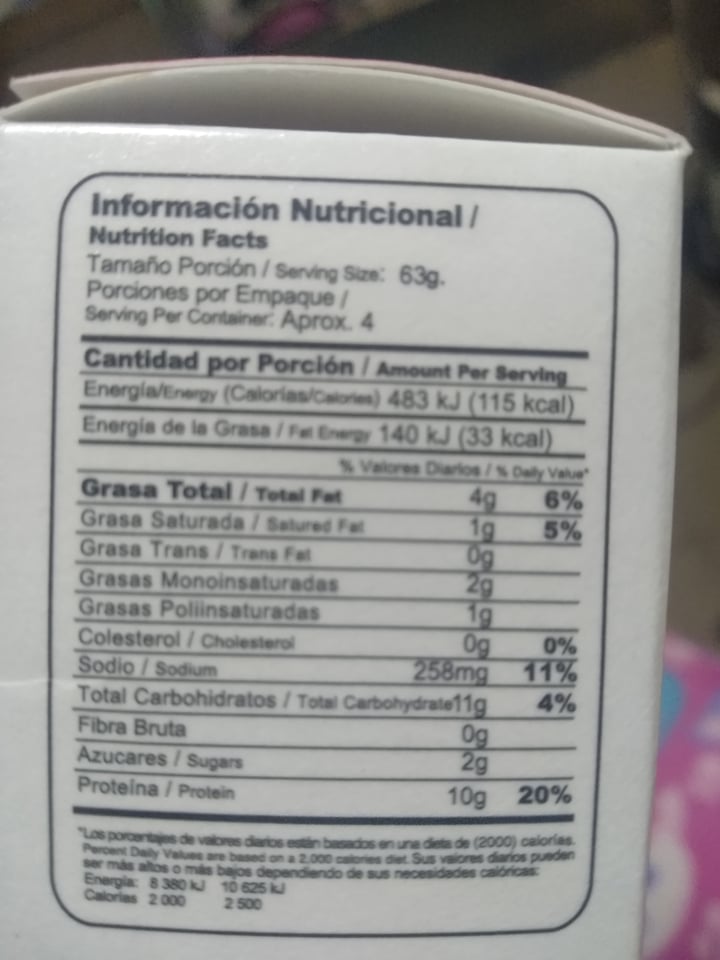 Información Nutricional /
Nutrition Facts
Tamaño Porción / Serving Size: 63g.
Porciones por Empaque /
Serving Per Container: Aprox. 4
Cantidad por Porción / Amount Per Serving
Energía/Energy (Calorías/Calories) 483 kJ (115 kcal)
Energía de la Grasa / Fat Energy 140 kJ (33 kcal)
% Valores Diarios / % Daily Value*
Grasa Total / Total Fat 4g 6%
Grasa Saturada / Satured Fat 1g 5%
Grasa Trans / Trans Fat 0g
Grasas Monoinsaturadas 2g
Grasas Poliinsaturadas 1g
Colesterol / Cholesterol 0g 0%
Sodio / Sodium 258mg 11%
Total Carbohidratos / Total Carbohydrate 11g 4%
Fibra Bruta 0g
Azucares / Sugars 2g
Proteína / Protein 10g 20%
*Los porcentajes de valores diarios están basados en una dieta de (2000) calorías.
Percent Daily Values are based on a 2,000 calories diet. Sus valores diarios pueden
ser más altos o más bajos dependiendo de sus necesidades calóricas:
Energía: 8 380 kJ 10 625 kJ
Calorías 2 000 2 500